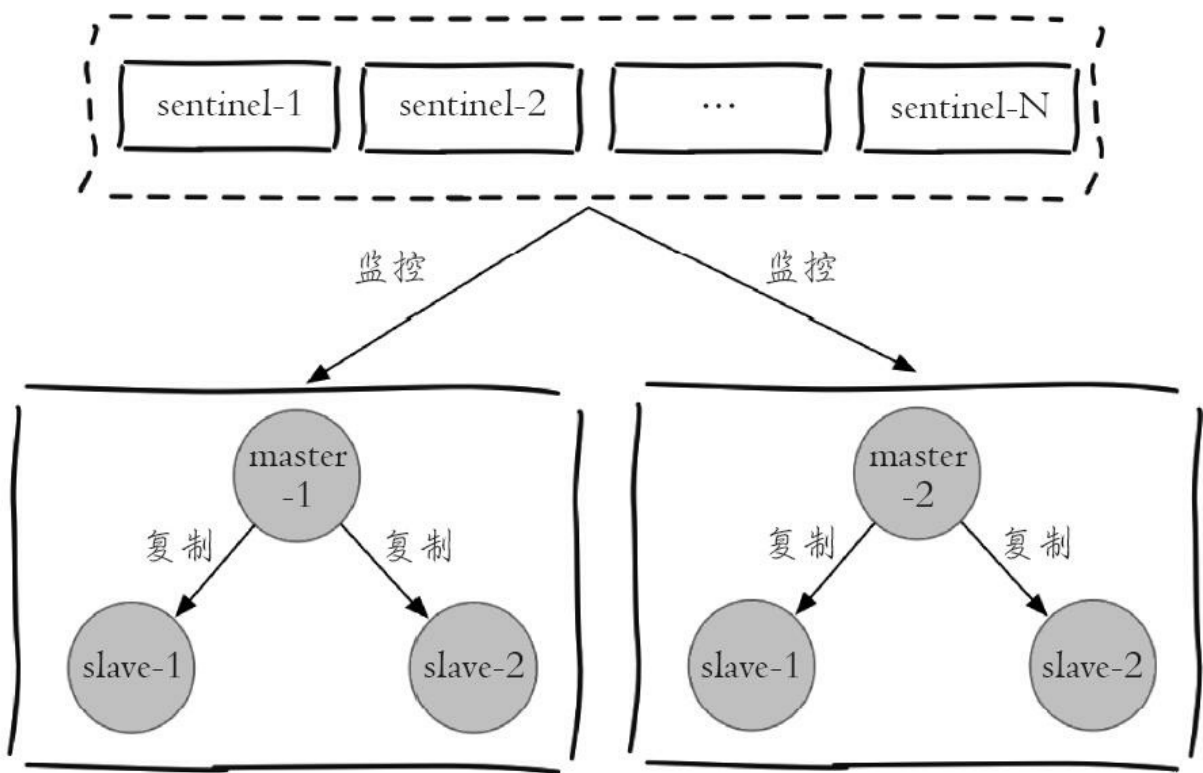 sentinel-1
sentinel-2
...
sentinel-N
监控
监控
master
-1
复制
复制
slave-1
slave-2
master
-2
复制
复制
slave-1
slave-2